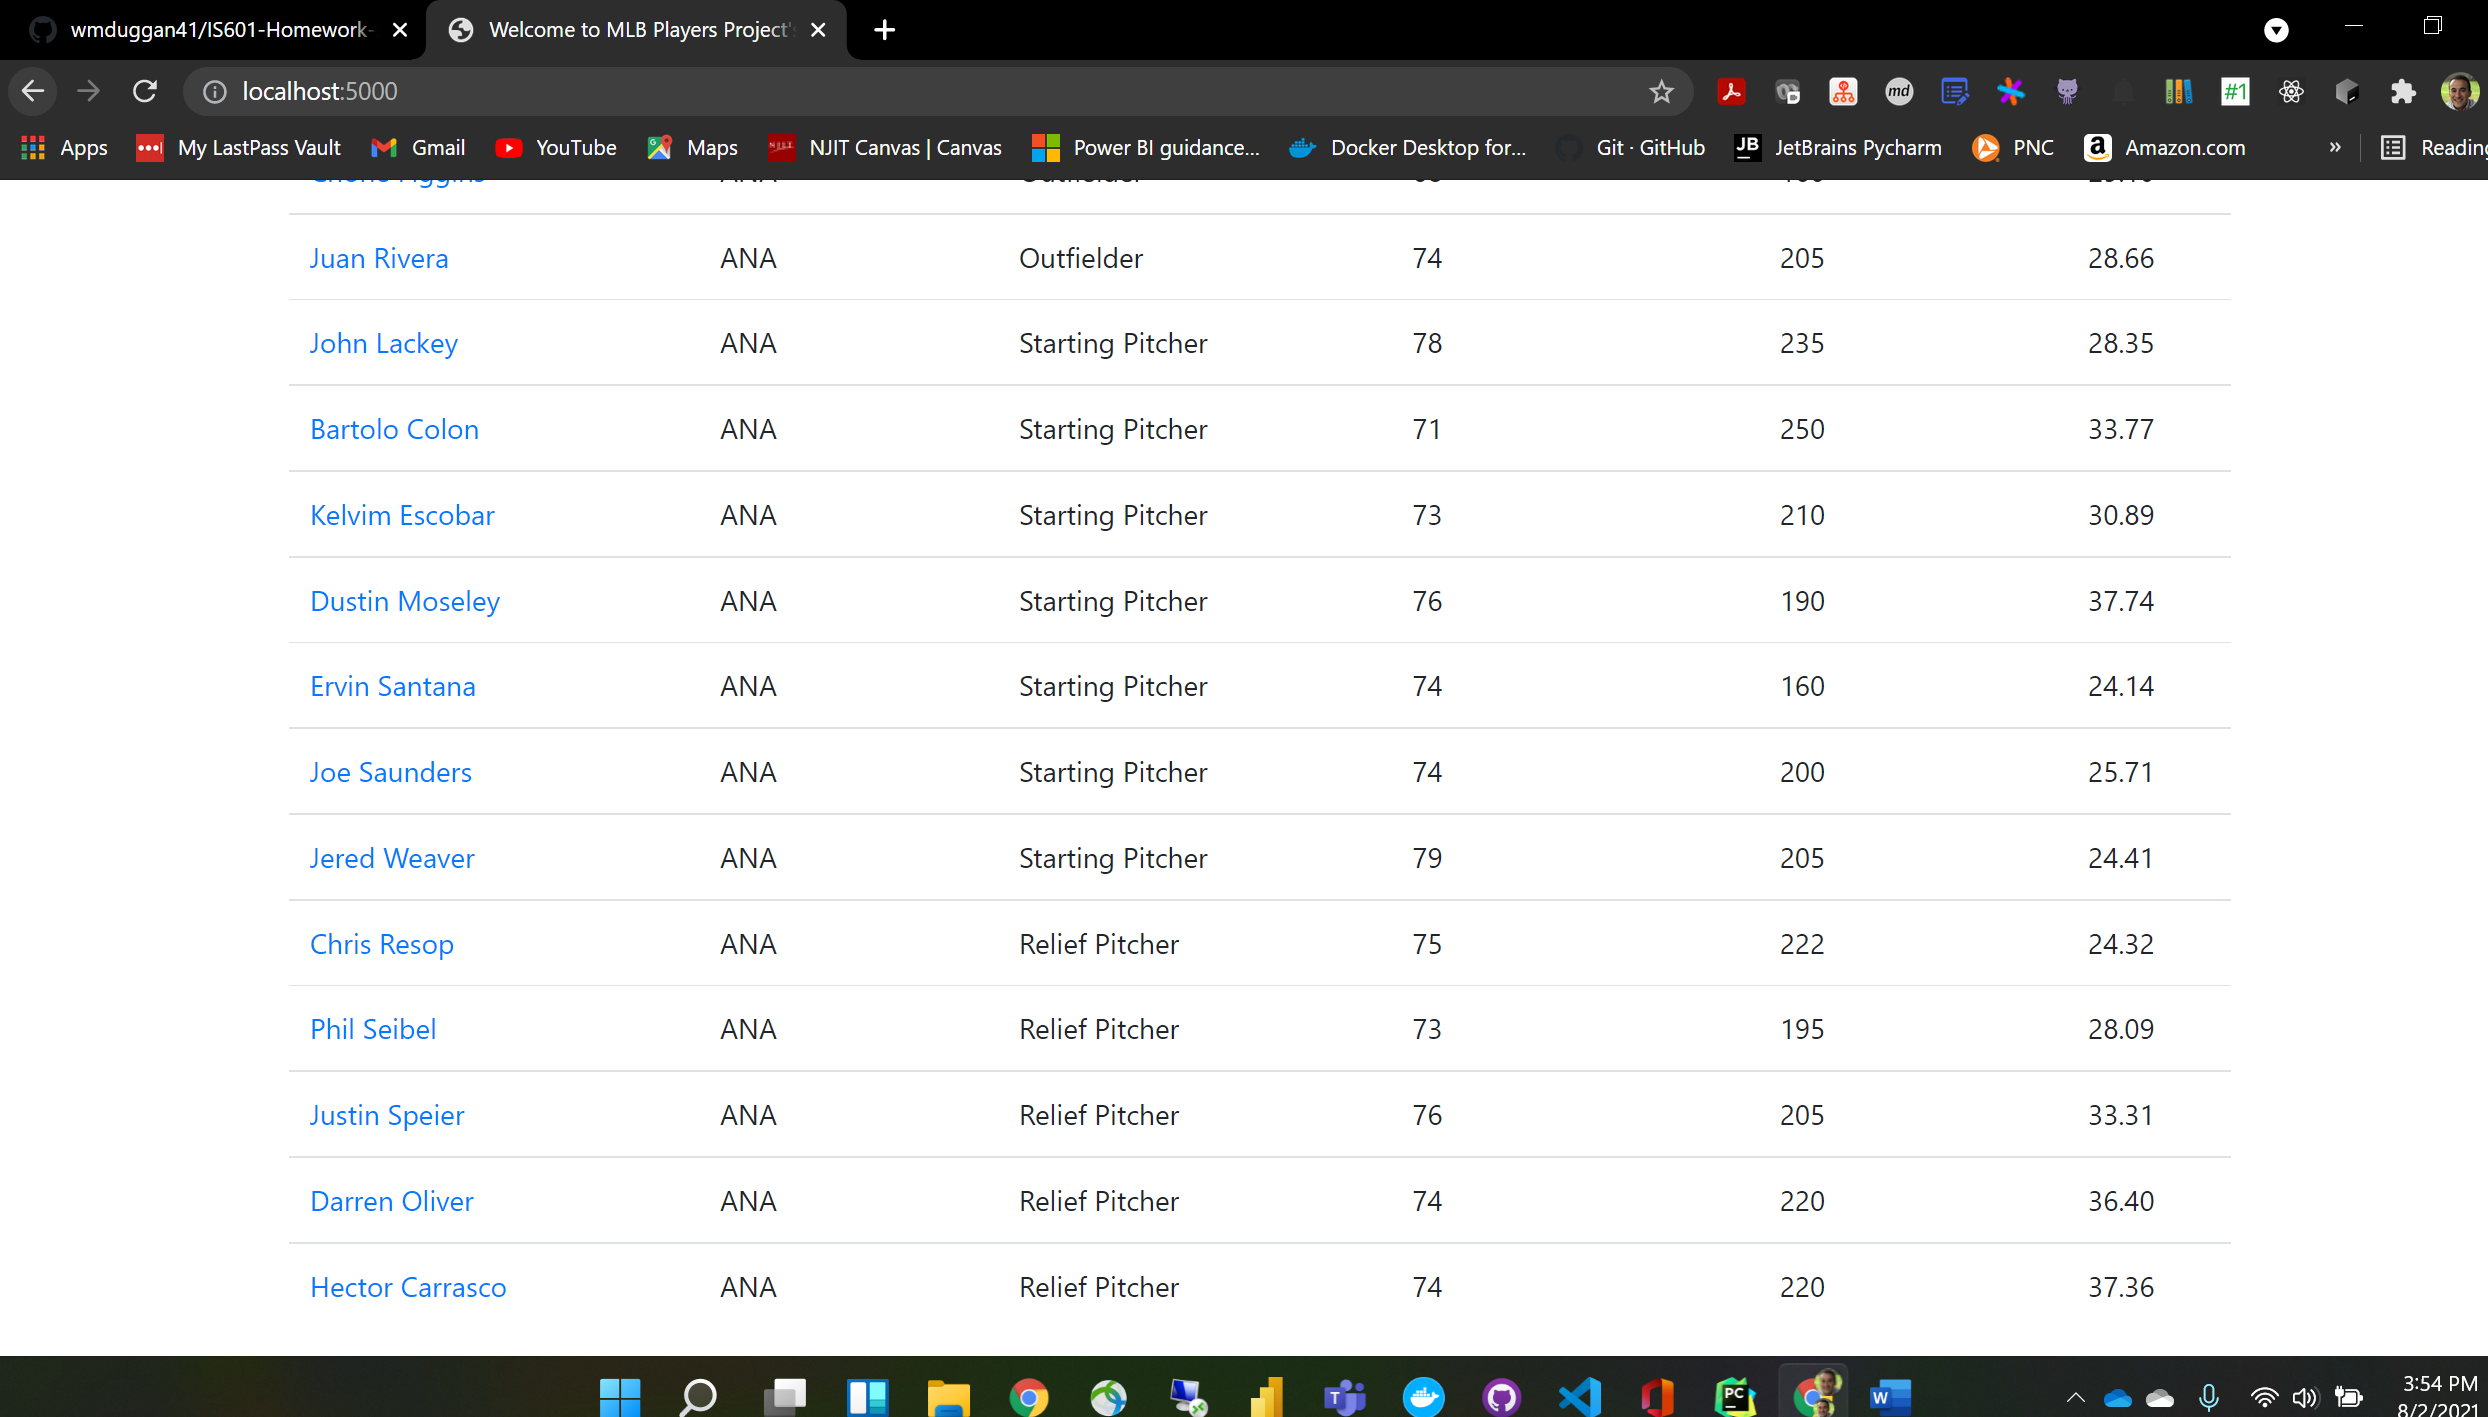 wmduggan41/IS601-Homework-
Welcome to MLB Players Project's
localhost:5000
#1
md
Apps My LastPass Vault Gmail YouTube Maps NJIT Canvas | Canvas Power BI guidance... Docker Desktop for... Git · GitHub JB JetBrains Pycharm PNC Amazon.com » Reading
Juan Rivera ANA Outfielder 74 205 28.66
John Lackey ANA Starting Pitcher 78 235 28.35
Bartolo Colon ANA Starting Pitcher 71 250 33.77
Kelvim Escobar ANA Starting Pitcher 73 210 30.89
Dustin Moseley ANA Starting Pitcher 76 190 37.74
Ervin Santana ANA Starting Pitcher 74 160 24.14
Joe Saunders ANA Starting Pitcher 74 200 25.71
Jered Weaver ANA Starting Pitcher 79 205 24.41
Chris Resop ANA Relief Pitcher 75 222 24.32
Phil Seibel ANA Relief Pitcher 73 195 28.09
Justin Speier ANA Relief Pitcher 76 205 33.31
Darren Oliver ANA Relief Pitcher 74 220 36.40
Hector Carrasco ANA Relief Pitcher 74 220 37.36
PC
W
3:54 PM
8/2/2021